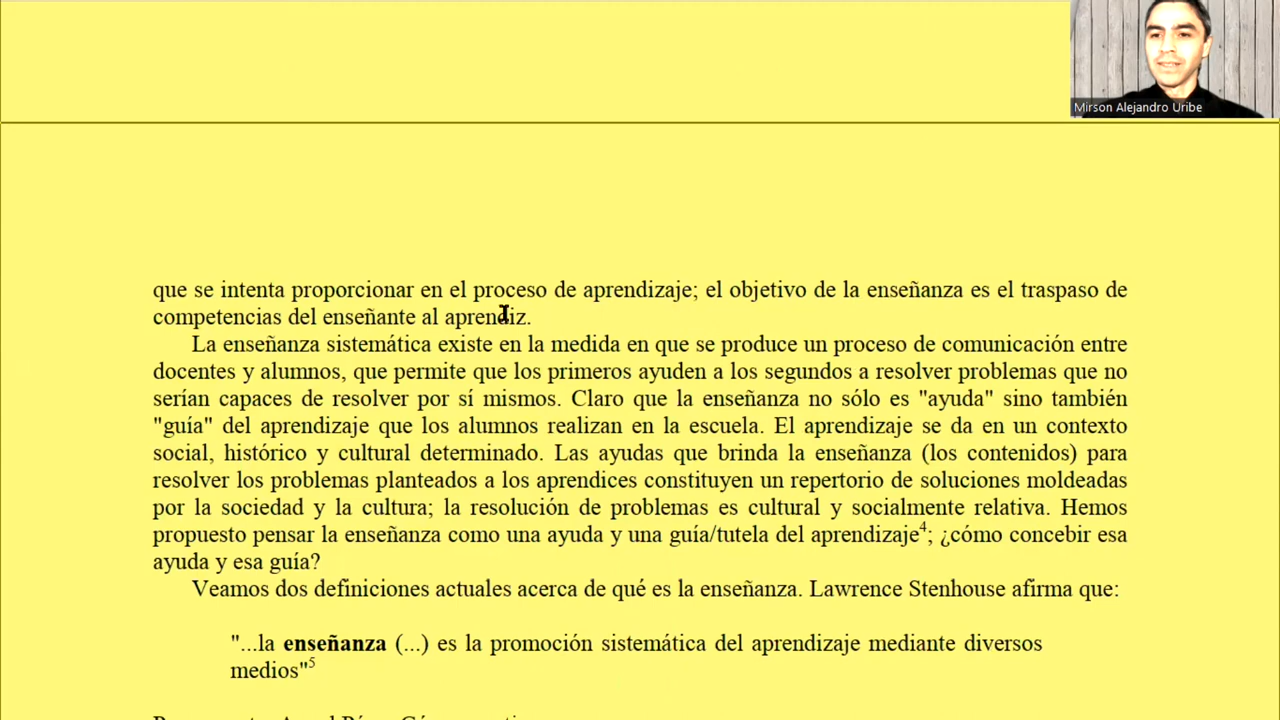 Mirson Alejandro Uribe
que se intenta proporcionar en el proceso de aprendizaje; el objetivo de la enseñanza es el traspaso de
competencias del enseñante al aprendiz.
La enseñanza sistemática existe en la medida en que se produce un proceso de comunicación entre
docentes y alumnos, que permite que los primeros ayuden a los segundos a resolver problemas que no
serían capaces de resolver por sí mismos. Claro que la enseñanza no sólo es "ayuda" sino también
"guía" del aprendizaje que los alumnos realizan en la escuela. El aprendizaje se da en un contexto
social, histórico y cultural determinado. Las ayudas que brinda la enseñanza (los contenidos) para
resolver los problemas planteados a los aprendices constituyen un repertorio de soluciones moldeadas
por la sociedad y la cultura; la resolución de problemas es cultural y socialmente relativa. Hemos
propuesto pensar la enseñanza como una ayuda y una guía/tutela del aprendizaje⁴; ¿cómo concebir esa
ayuda y esa guía?
Veamos dos definiciones actuales acerca de qué es la enseñanza. Lawrence Stenhouse afirma que:
"...la enseñanza (...) es la promoción sistemática del aprendizaje mediante diversos
medios"⁵